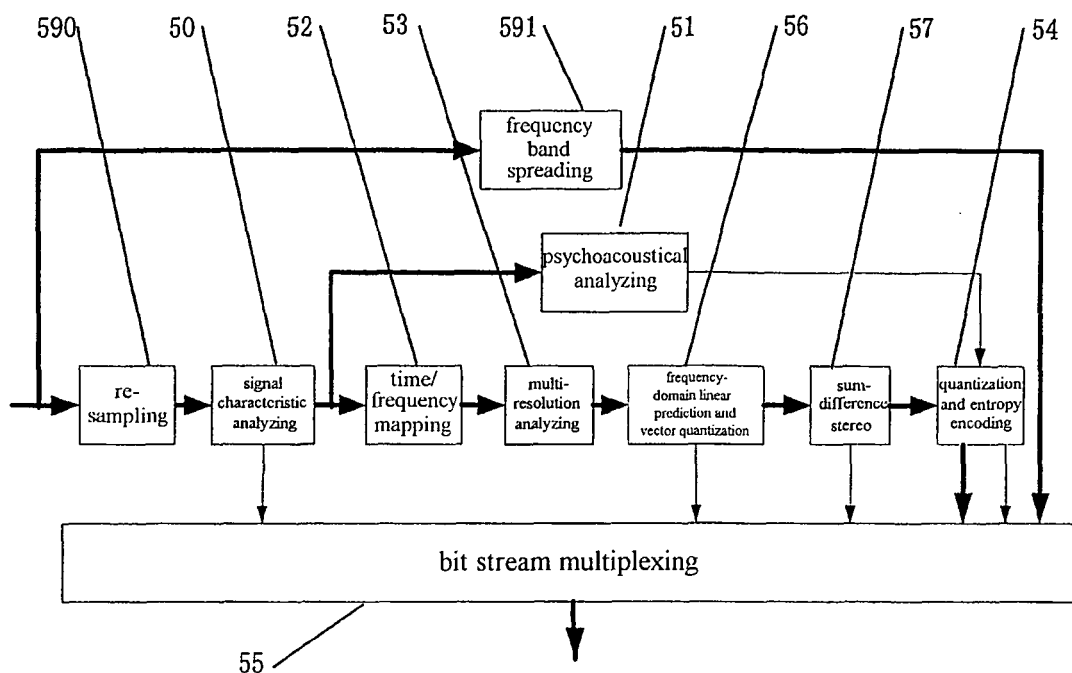 590
50
52
53
591
51
56
57
54
frequency
band
spreading
psychoacoustical
analyzing
re-
sampling
signal
characteristic
analyzing
time/
frequency
mapping
multi-
resolution
analyzing
frequency-
domain linear
prediction and
vector quantization
sum-
difference
stereo
quantization
and entropy
encoding
bit stream multiplexing
55